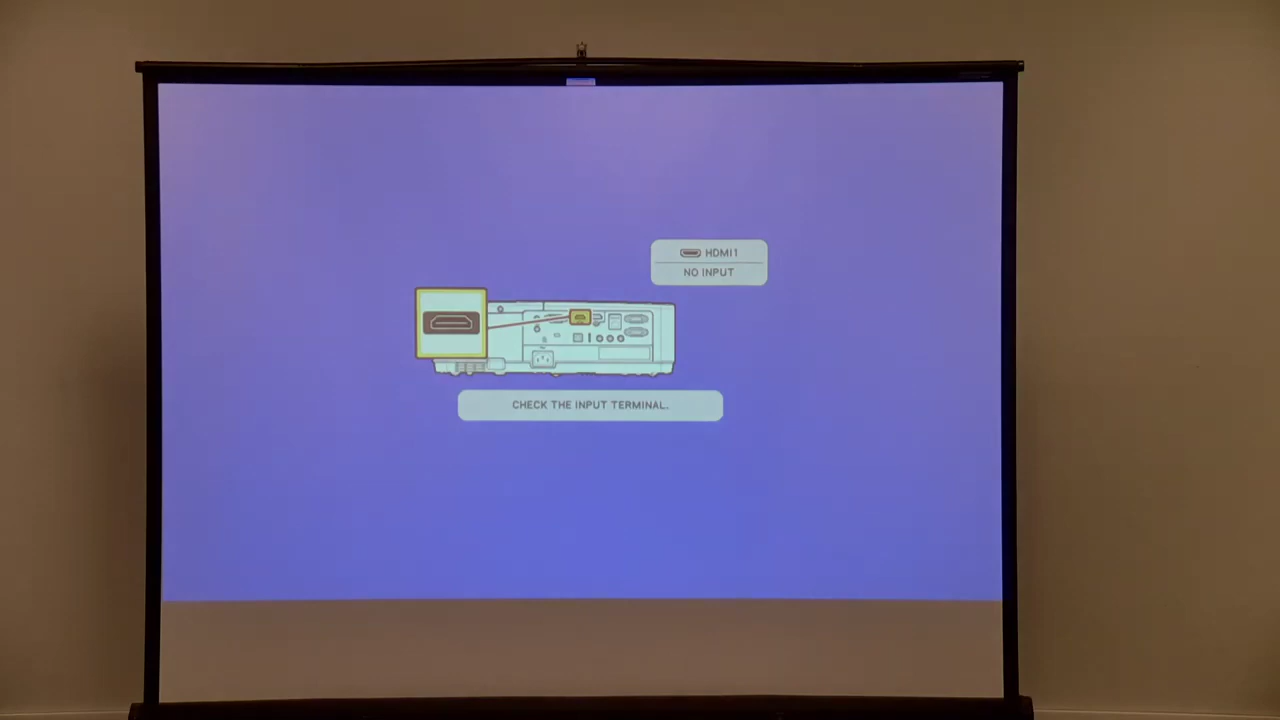 HDMI1
NO INPUT
CHECK THE INPUT TERMINAL.